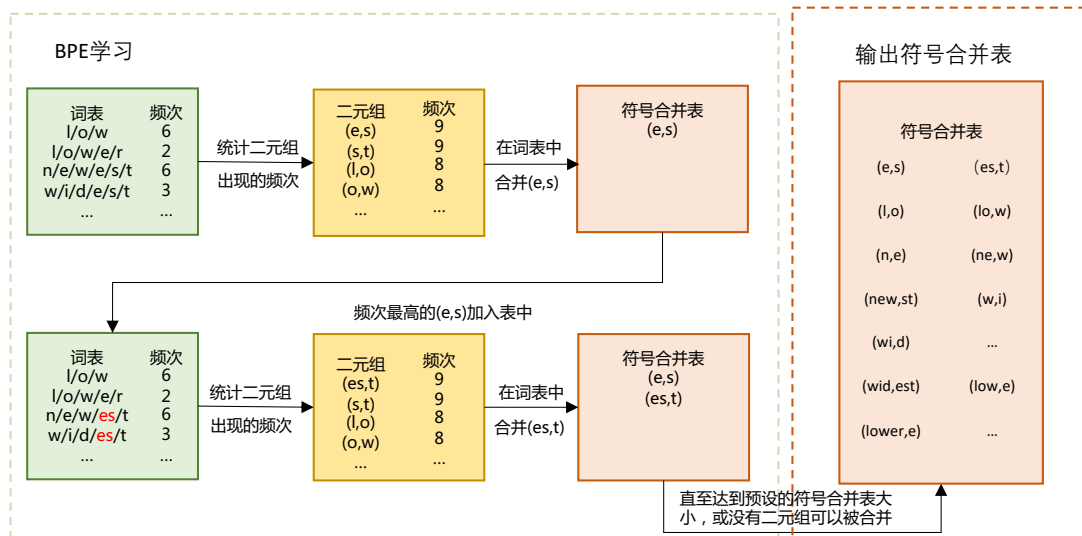 BPE学习
词表 频次
l/o/w 6
l/o/w/e/r 2
n/e/w/e/s/t 6
w/i/d/e/s/t 3
... ...
统计二元组
出现的频次
二元组 频次
(e,s) 9
(s,t) 9
(l,o) 8
(o,w) 8
... ...
在词表中
合并(e,s)
符号合并表
(e,s)
频次最高的(e,s)加入表中
词表 频次
l/o/w 6
l/o/w/e/r 2
n/e/w/es/t 6
w/i/d/es/t 3
... ...
统计二元组
出现的频次
二元组 频次
(es,t) 9
(s,t) 9
(l,o) 8
(o,w) 8
... ...
在词表中
合并(es,t)
符号合并表
(e,s)
(es,t)
直至达到预设的符号合并表大
小，或没有二元组可以被合并
输出符号合并表
符号合并表
(e,s) (es,t)
(l,o) (lo,w)
(n,e) (ne,w)
(new,st) (w,i)
(wi,d) ...
(wid,est) (low,e)
(lower,e) ...